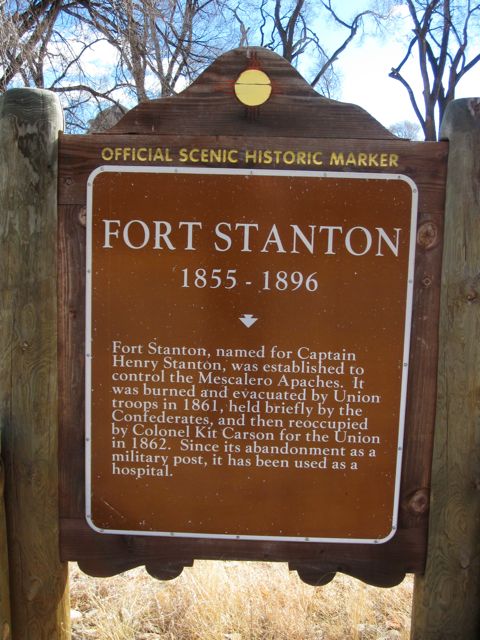 OFFICIAL SCENIC HISTORIC MARKER
FORT STANTON
1855 - 1896
Fort Stanton, named for Captain
Henry Stanton, was established to
control the Mescalero Apaches. It
was burned and evacuated by Union
troops in 1861, held briefly by the
Confederates, and then reoccupied
by Colonel Kit Carson for the Union
in 1862. Since its abandonment as a
military post, it has been used as a
hospital.